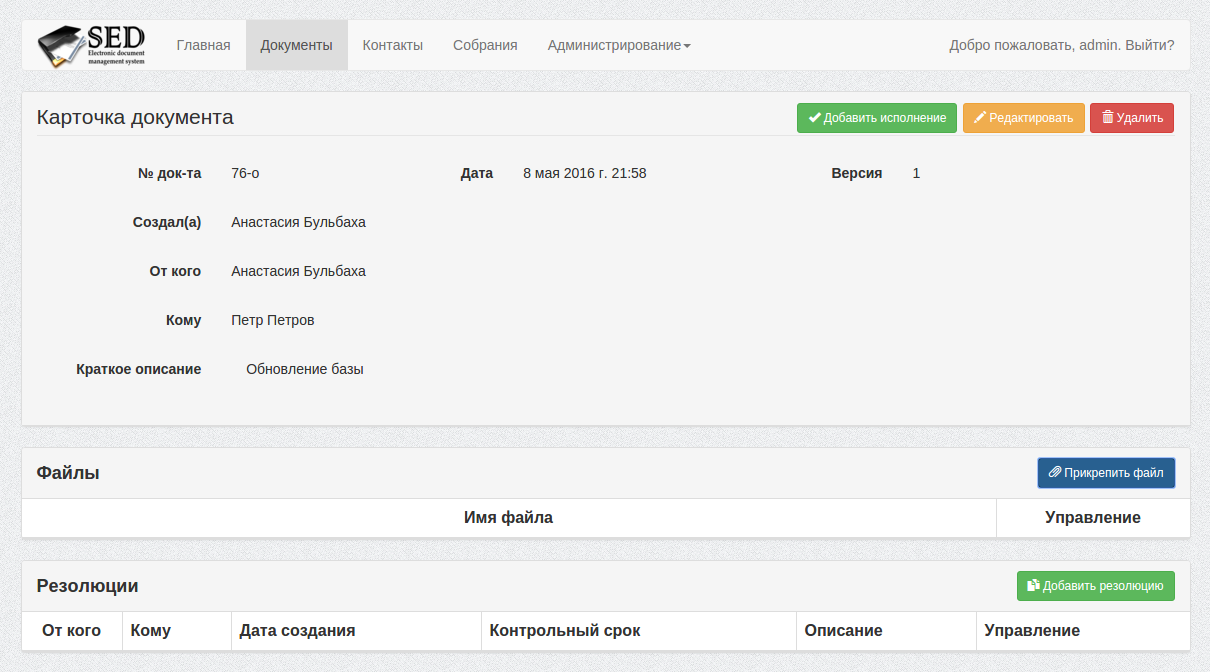 SED
Electronic document
management system
Главная Документы Контакты Собрания Администрирование Добро пожаловать, admin. Выйти?
Карточка документа Добавить исполнение Редактировать Удалить
№ док-та 76-о Дата 8 мая 2016 г. 21:58 Версия 1
Создал(а) Анастасия Бульбаха
От кого Анастасия Бульбаха
Кому Петр Петров
Краткое описание Обновление базы
Файлы Прикрепить файл
Имя файла Управление
Резолюции Добавить резолюцию
От кого Кому Дата создания Контрольный срок Описание Управление